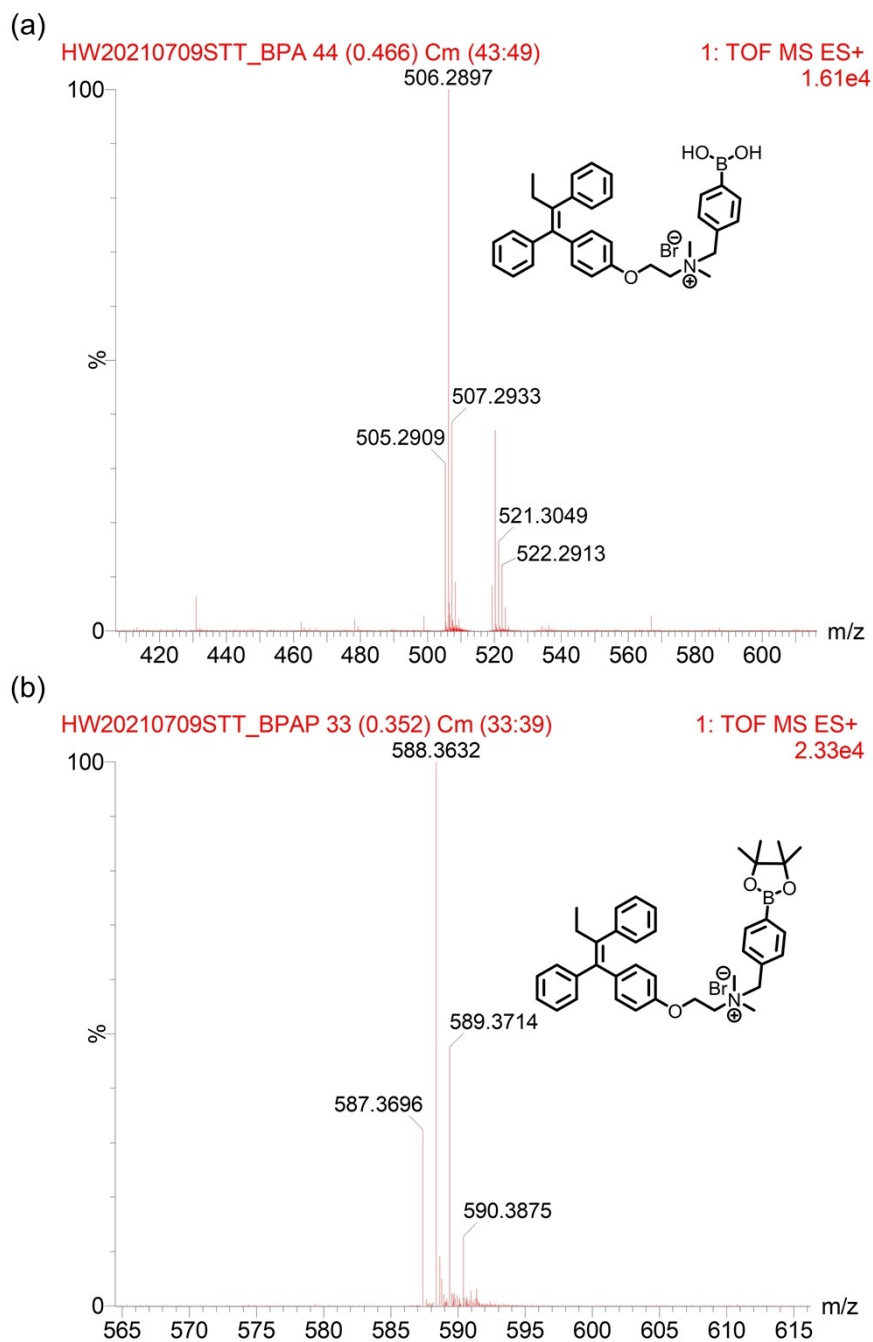 (a)
HW20210709STT_BPA 44 (0.466) Cm (43:49)
1: TOF MS ES+
1.61e4
100
506.2897
HO
B
OH
Br
⊖
N
⊕
O
507.2933
505.2909
%
521.3049
522.2913
0
m/z
420 440 460 480 500 520 540 560 580 600
(b)
HW20210709STT_BPAP 33 (0.352) Cm (33:39)
1: TOF MS ES+
2.33e4
100
588.3632
O
B
O
Br
⊖
N
⊕
O
589.3714
%
587.3696
590.3875
0
m/z
565 570 575 580 585 590 595 600 605 610 615